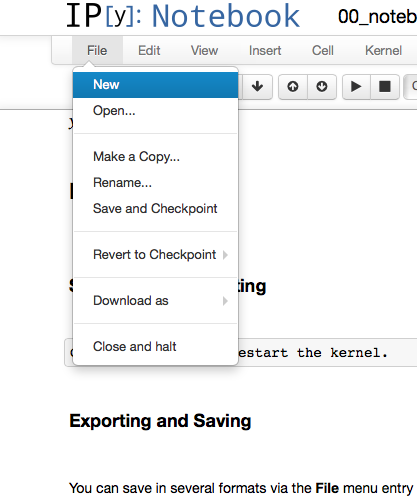 IP[y]: Notebook 00_noteb
File Edit View Insert Cell Kernel
New
Open...
Make a Copy...
Rename...
Save and Checkpoint
Revert to Checkpoint
ting
Download as
estart the kernel.
Close and halt
Exporting and Saving
You can save in several formats via the File menu entry